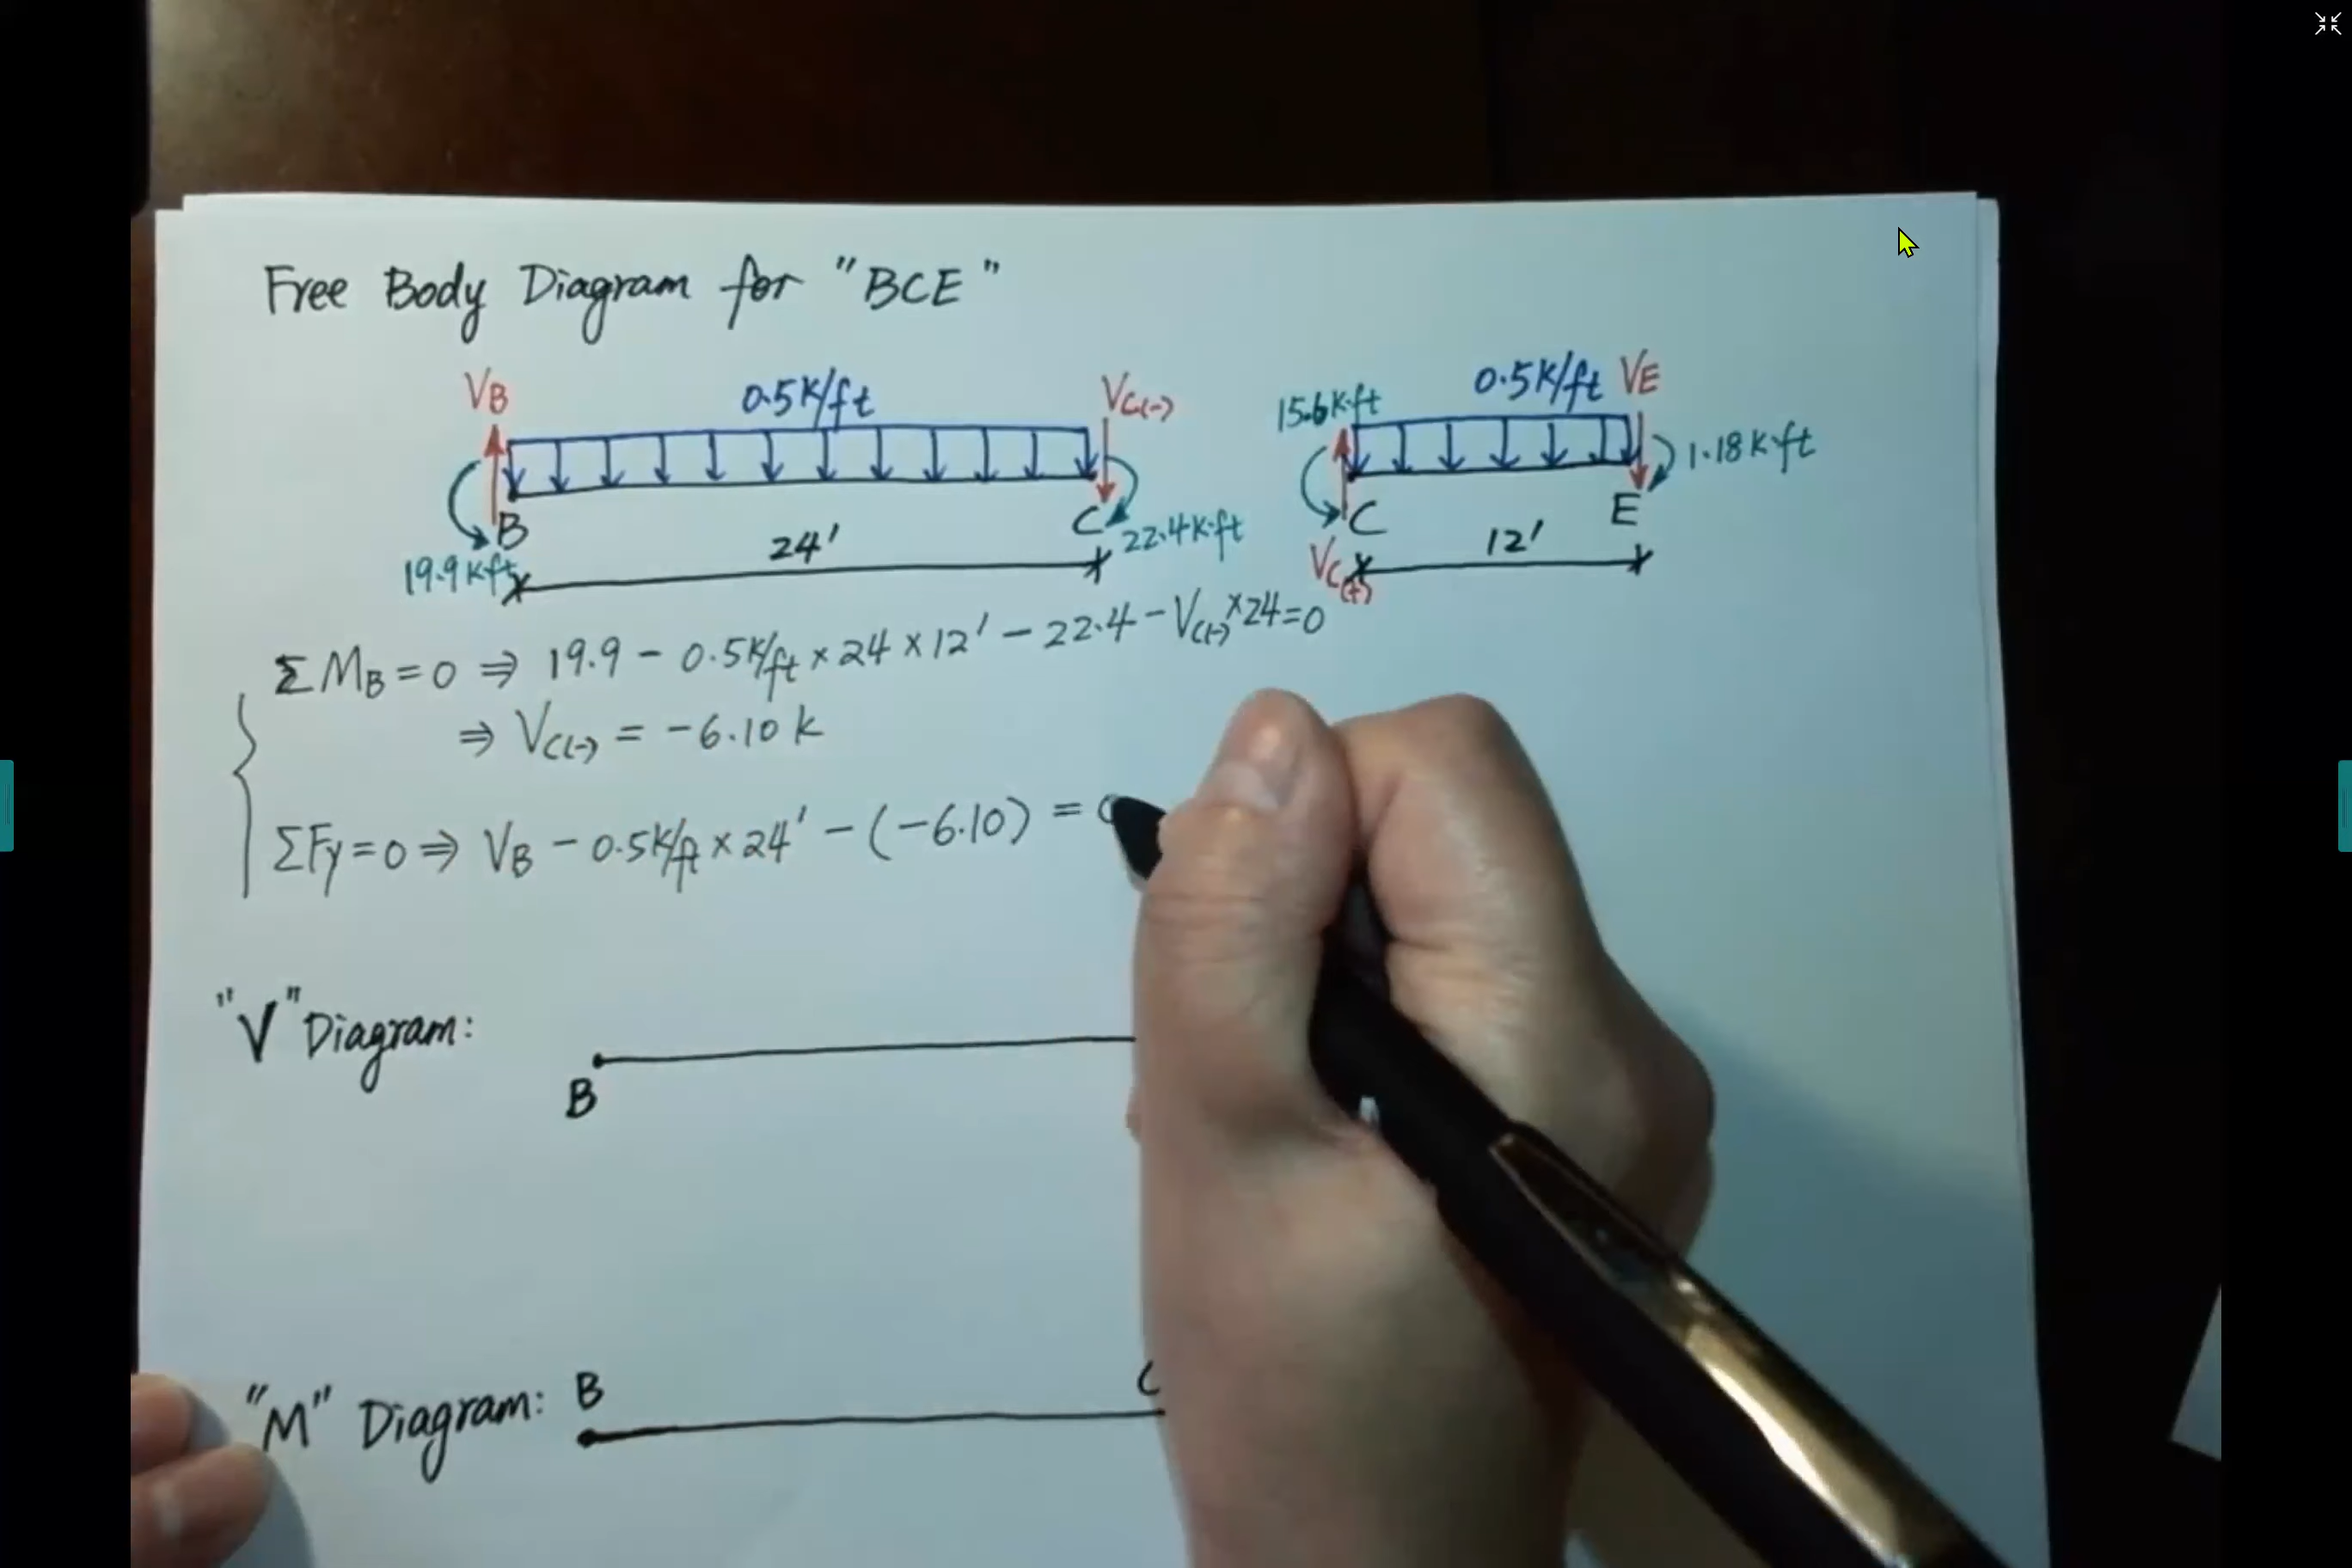 Free Body Diagram for "BCE"
VB 0.5K/ft VC(-)
19.9 K·ft B 24' C 22.4K·ft
15.6K·ft 0.5K/ft VE
1.18K·ft
C 12' E
VC(+)
ΣMB = 0 ⇒ 19.9 - 0.5K/ft × 24 × 12' - 22.4 - VC(-) × 24 = 0
⇒ VC(-) = -6.10 K
ΣFy = 0 ⇒ VB - 0.5K/ft × 24' - (-6.10) =
"V" Diagram:
B
"M" Diagram: B C